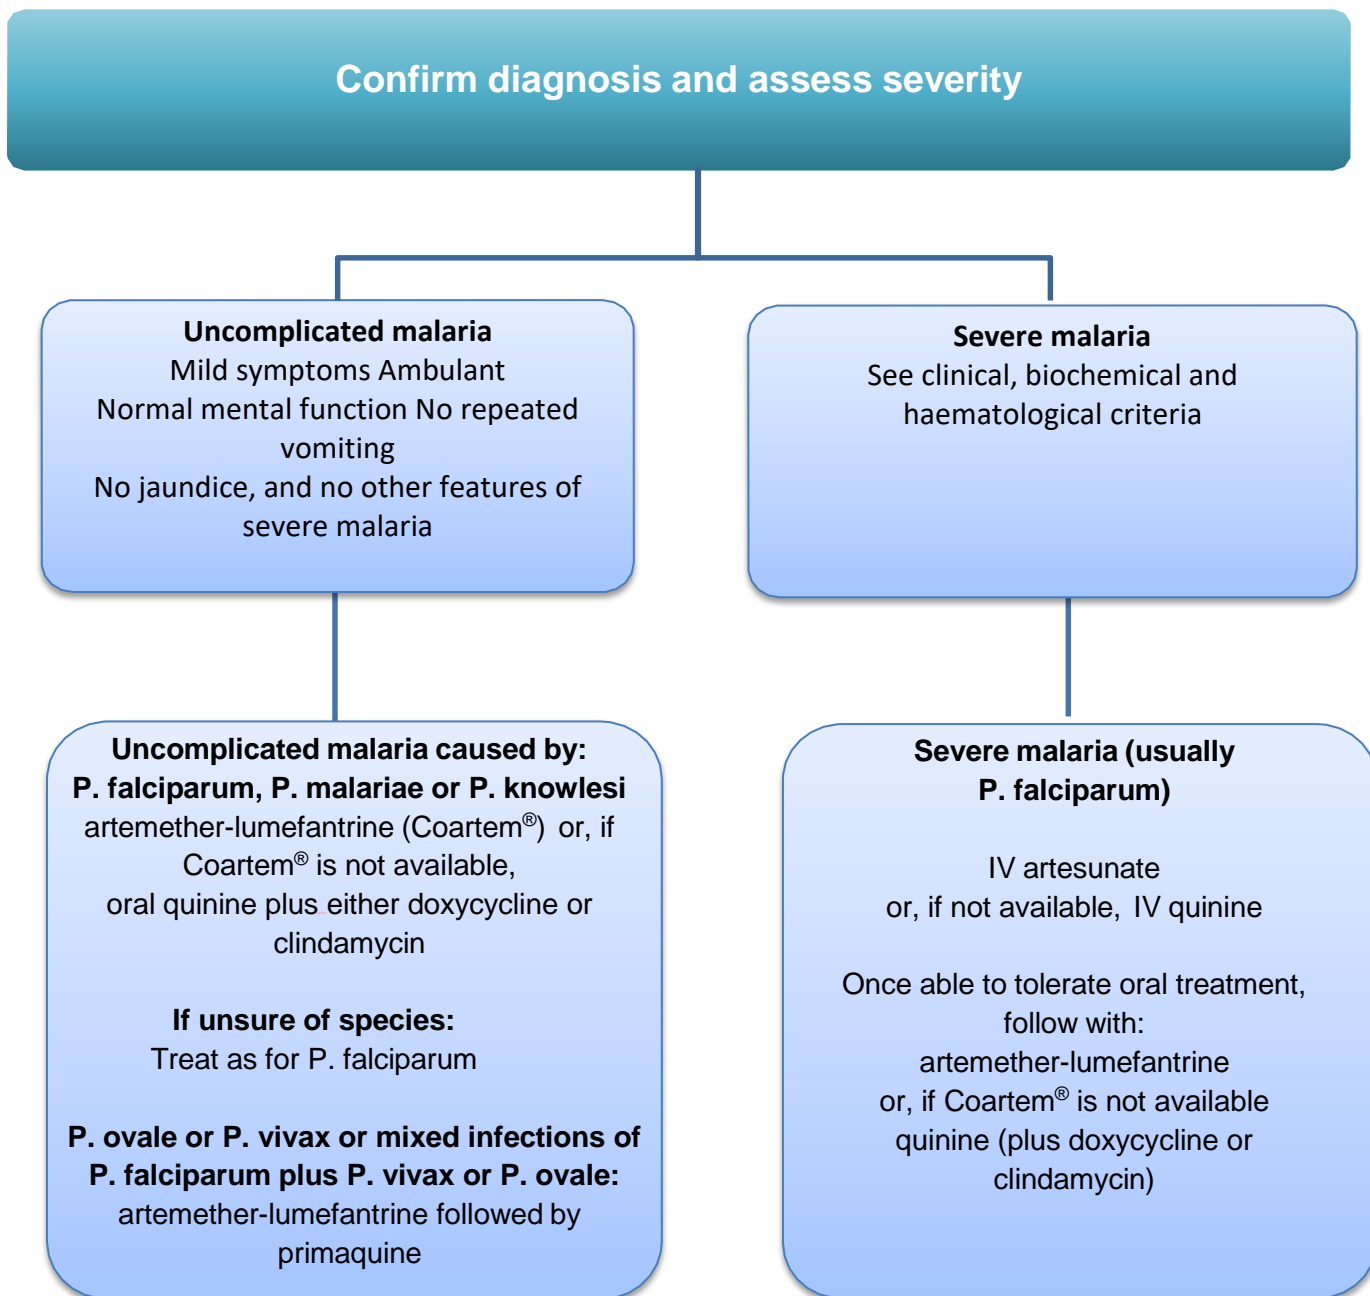 Confirm diagnosis and assess severity
Uncomplicated malaria
Mild symptoms Ambulant
Normal mental function No repeated
vomiting
No jaundice, and no other features of
severe malaria
Severe malaria
See clinical, biochemical and
haematological criteria
Uncomplicated malaria caused by:
P. falciparum, P. malariae or P. knowlesi
artemether-lumefantrine (Coartem®) or, if
Coartem® is not available,
oral quinine plus either doxycycline or
clindamycin
If unsure of species:
Treat as for P. falciparum
P. ovale or P. vivax or mixed infections of
P. falciparum plus P. vivax or P. ovale:
artemether-lumefantrine followed by
primaquine
Severe malaria (usually
P. falciparum)
IV artesunate
or, if not available, IV quinine
Once able to tolerate oral treatment,
follow with:
artemether-lumefantrine
or, if Coartem® is not available
quinine (plus doxycycline or
clindamycin)